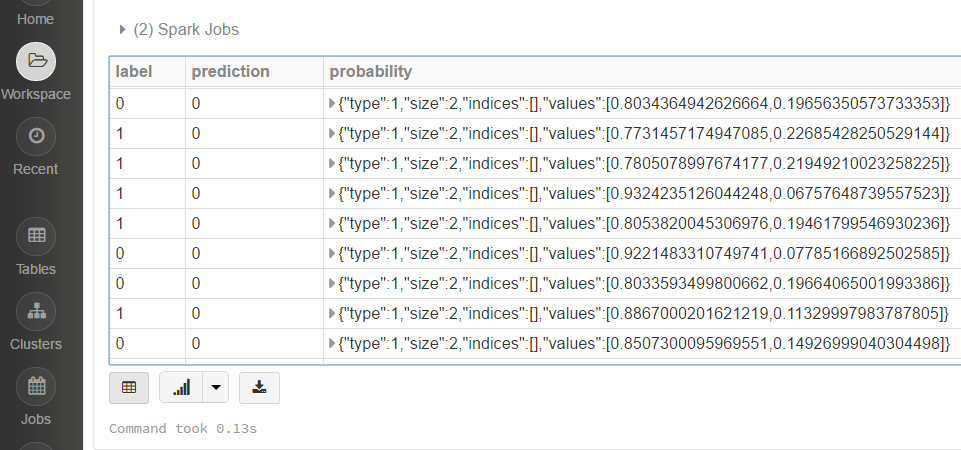 Home
Workspace
Recent
Tables
Clusters
Jobs
(2) Spark Jobs
label prediction probability
0 0 {"type":1,"size":2,"indices":[],"values":[0.8034364942626664,0.19656350573733353]}
1 0 {"type":1,"size":2,"indices":[],"values":[0.7731457174947085,0.22685428250529144]}
1 0 {"type":1,"size":2,"indices":[],"values":[0.7805078997674177,0.21949210023258225]}
1 0 {"type":1,"size":2,"indices":[],"values":[0.9324235126044248,0.06757648739557523]}
1 0 {"type":1,"size":2,"indices":[],"values":[0.8053820045306976,0.19461799546930236]}
0 0 {"type":1,"size":2,"indices":[],"values":[0.9221483310749741,0.07785166892502585]}
0 0 {"type":1,"size":2,"indices":[],"values":[0.8033593499800662,0.19664065001993386]}
1 0 {"type":1,"size":2,"indices":[],"values":[0.8867000201621219,0.11329997983787805]}
0 0 {"type":1,"size":2,"indices":[],"values":[0.8507300095969551,0.14926999040304498]}
Command took 0.13s